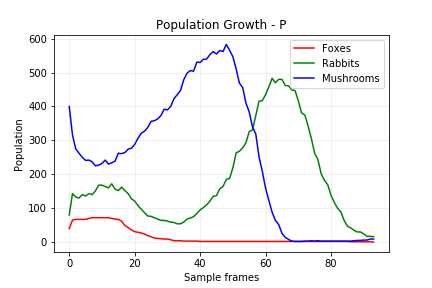 Population Growth - P
Foxes
Rabbits
Mushrooms
Population
600
500
400
300
200
100
0
0 20 40 60 80
Sample frames